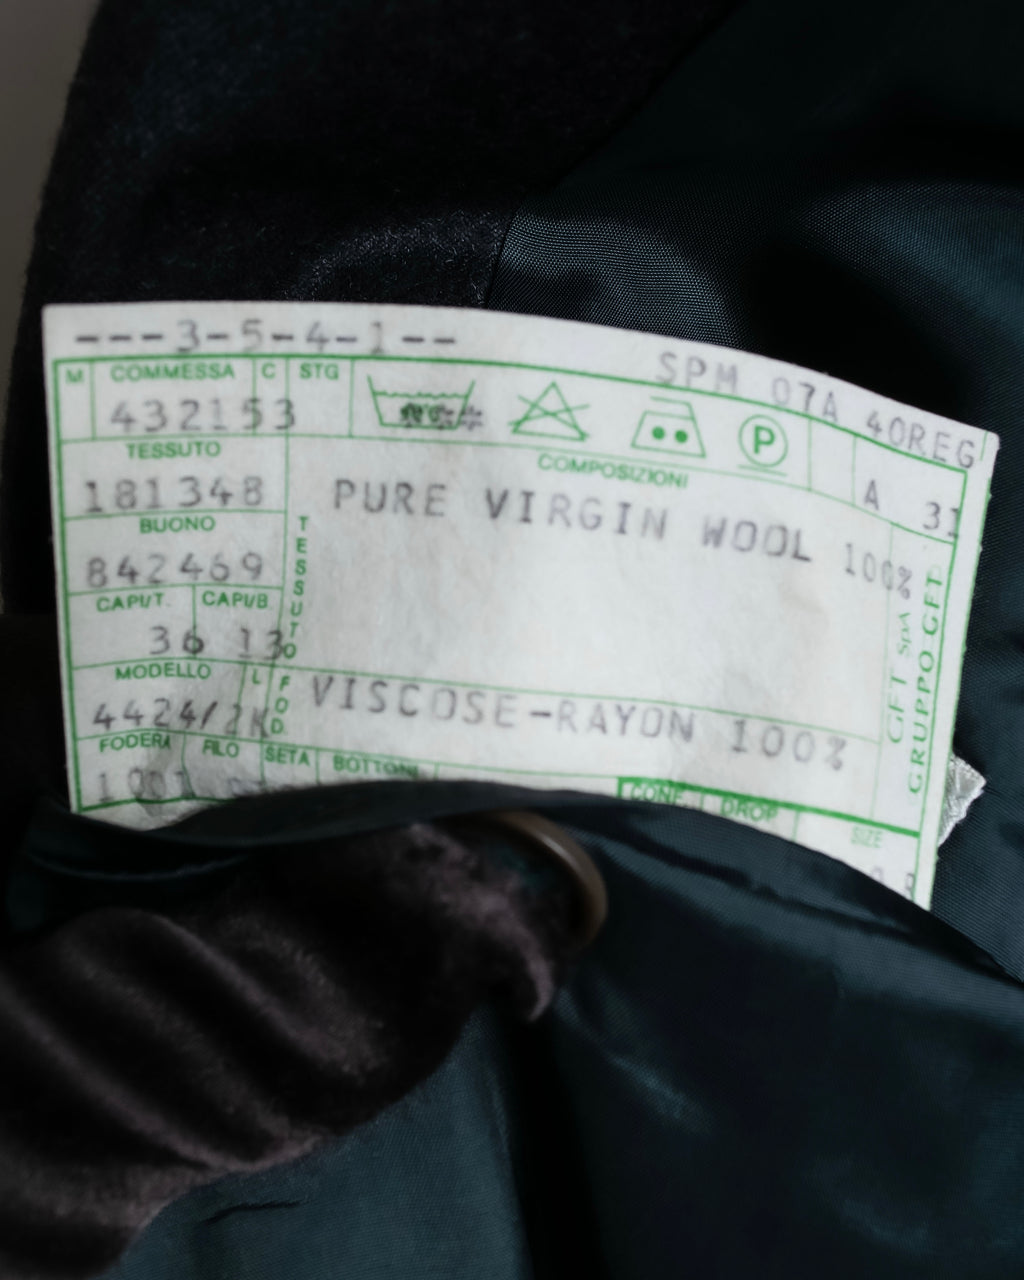 ---3-5-4-1--
SPM 07A 40REG
M COMMESSA C STG
432153
P
A 31
TESSUTO
COMPOSIZIONI
181348
PURE VIRGIN WOOL 100%
BUONO
842469
TESSUTO
CAPI/T. CAPI/B
36 13
MODELLO L
4424/2K
FOD.
VISCOSE-RAYON 100%
GFT SpA
GRUPPO GFT
FODERA FILO SETA BOTTONI
1001
CONF. DROP
SIZE